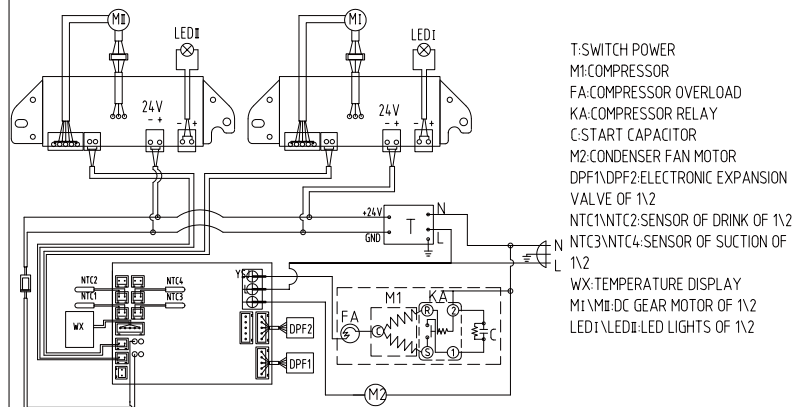 MⅡ
LEDⅡ
MⅠ
LEDⅠ
24V
- +
- +
24V
- +
- +
T:SWITCH POWER
M1:COMPRESSOR
FA:COMPRESSOR OVERLOAD
KA:COMPRESSOR RELAY
C:START CAPACITOR
M2:CONDENSER FAN MOTOR
DPF1\DPF2:ELECTRONIC EXPANSION
VALVE OF 1\2
NTC1\NTC2:SENSOR OF DRINK OF 1\2
NTC3\NTC4:SENSOR OF SUCTION OF
1\2
WX:TEMPERATURE DISPLAY
MⅠ\MⅡ:DC GEAR MOTOR OF 1\2
LEDⅠ\LEDⅡ:LED LIGHTS OF 1\2
+24V
GND
T
N
L
N
L
NTC2
NTC4
NTC1
NTC3
WX
YSJ
DPF2
DPF1
FA
M1
KA
C
R
2
S
1
C
M2